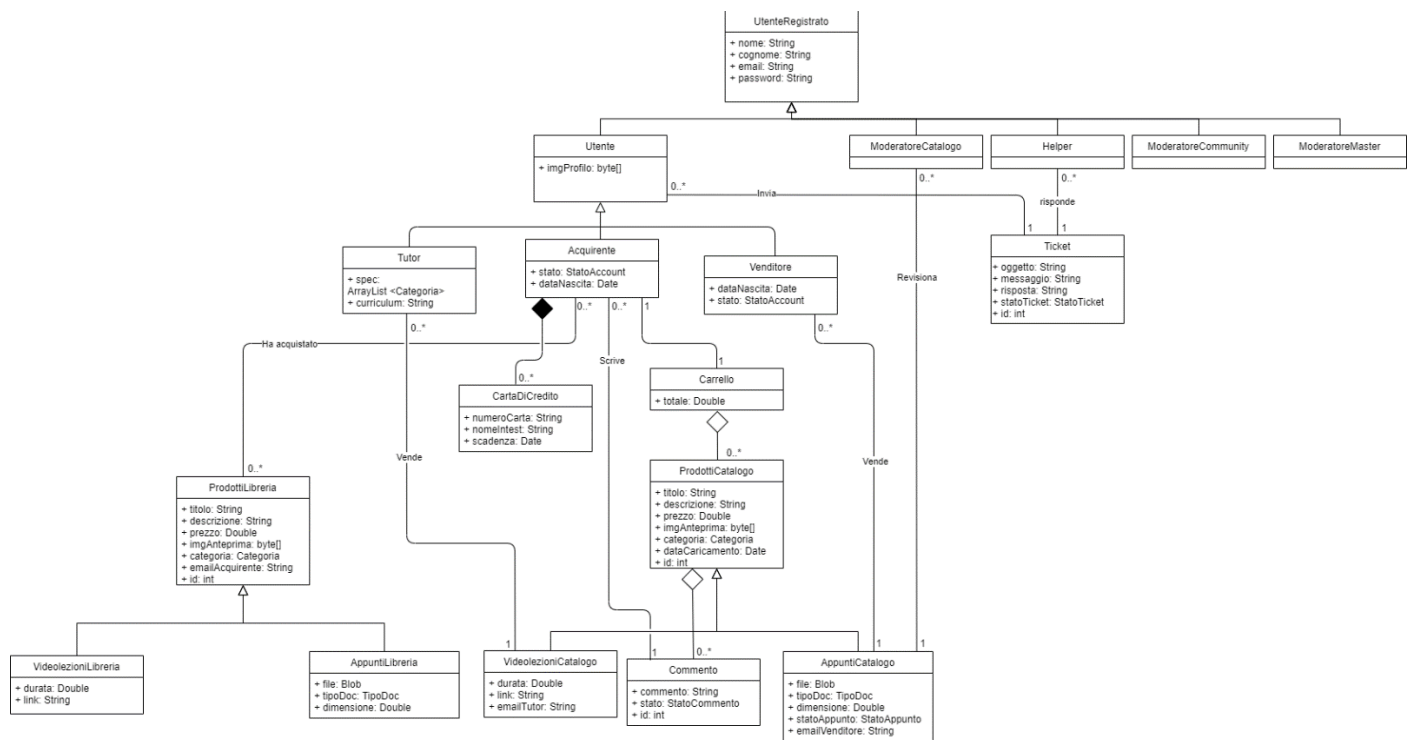 UtenteRegistrato
+ nome: String
+ cognome: String
+ email: String
+ password: String
Utente
+ imgProfilo: byte[]
ModeratoreCatalogo
Helper
ModeratoreCommunity
ModeratoreMaster
0..*
Invia
1
0..*
risponde
1
0..*
Revisiona
1
Tutor
+ spec:
ArrayList <Categoria>
+ curriculum: String
Acquirente
+ stato: StatoAccount
+ dataNascita: Date
Venditore
+ dataNascita: Date
+ stato: StatoAccount
Ticket
+ oggetto: String
+ messaggio: String
+ risposta: String
+ statoTicket: StatoTicket
+ id: int
0..*
Vende
1
0..*
Ha acquistato
0..*
0..*
Scrive
1
1
1
0..*
Vende
1
0..*
CartaDiCredito
+ numeroCarta: String
+ nomeIntest: String
+ scadenza: Date
Carrello
+ totale: Double
0..*
ProdottiLibreria
+ titolo: String
+ descrizione: String
+ prezzo: Double
+ imgAnteprima: byte[]
+ categoria: Categoria
+ emailAcquirente: String
+ id: int
ProdottiCatalogo
+ titolo: String
+ descrizione: String
+ prezzo: Double
+ imgAnteprima: byte[]
+ categoria: Categoria
+ dataCaricamento: Date
+ id: int
0..*
VideolezioniLibreria
+ durata: Double
+ link: String
AppuntiLibreria
+ file: Blob
+ tipoDoc: TipoDoc
+ dimensione: Double
VideolezioniCatalogo
+ durata: Double
+ link: String
+ emailTutor: String
Commento
+ commento: String
+ stato: StatoCommento
+ id: int
AppuntiCatalogo
+ file: Blob
+ tipoDoc: TipoDoc
+ dimensione: Double
+ statoAppunto: StatoAppunto
+ emailVenditore: String